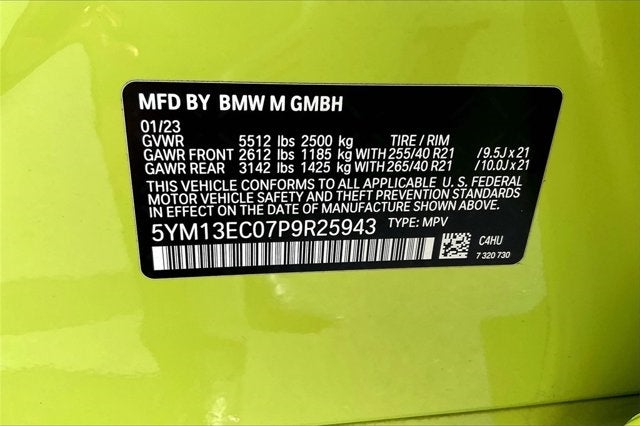 MFD BY BMW M GMBH
01/23
GVWR 5512 lbs 2500 kg TIRE / RIM
GAWR FRONT 2612 lbs 1185 kg WITH 255/40 R21 / 9.5J x 21
GAWR REAR 3142 lbs 1425 kg WITH 265/40 R21 / 10.0J x 21
THIS VEHICLE CONFORMS TO ALL APPLICABLE U. S. FEDERAL
MOTOR VEHICLE SAFETY AND THEFT PREVENTION STANDARDS
IN EFFECT ON THE DATE OF MANUFACTURE SHOWN ABOVE.
5YM13EC07P9R25943 TYPE: MPV
C4HU
7 320 730